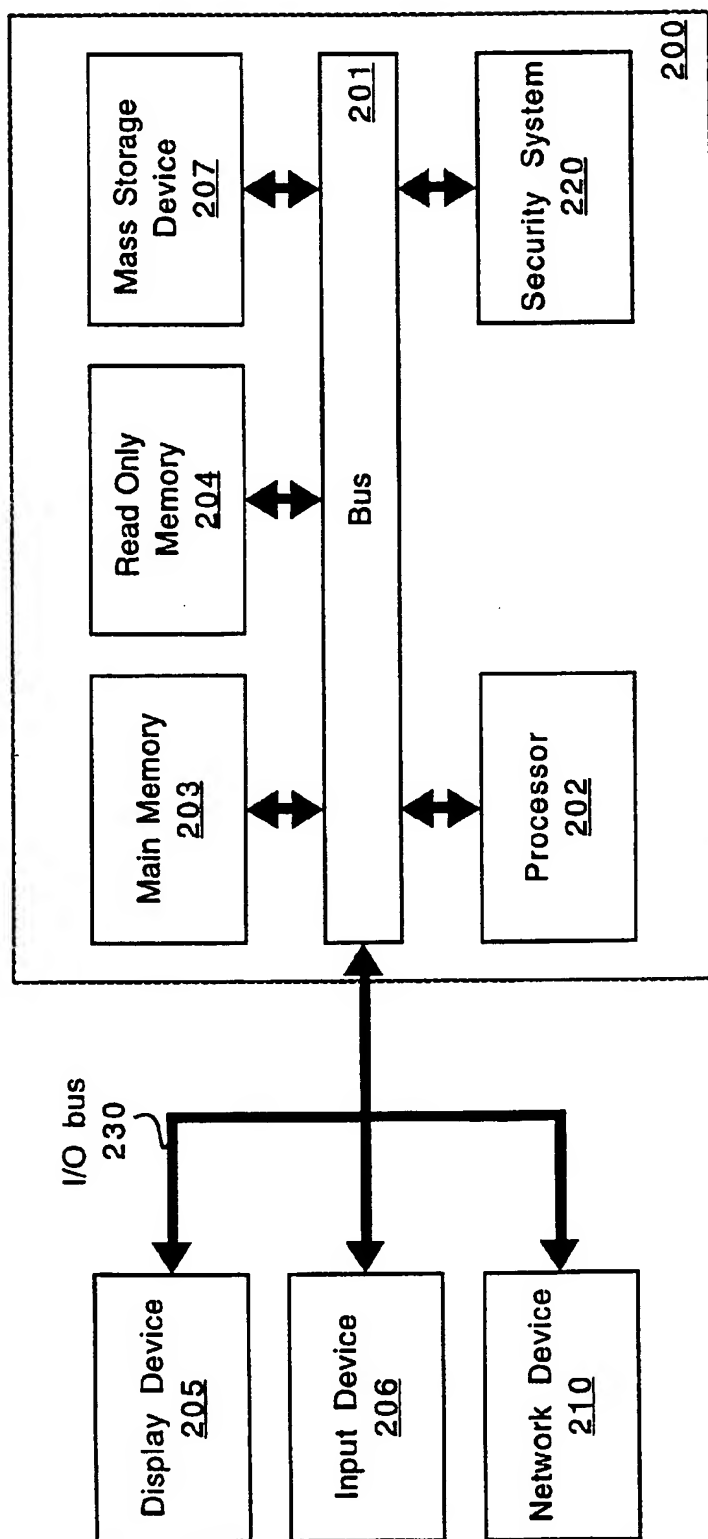 Display Device
205
Input Device
206
Network Device
210
I/O bus
230
Main Memory
203
Read Only
Memory
204
Mass Storage
Device
207
Bus
201
Processor
202
Security System
220
200